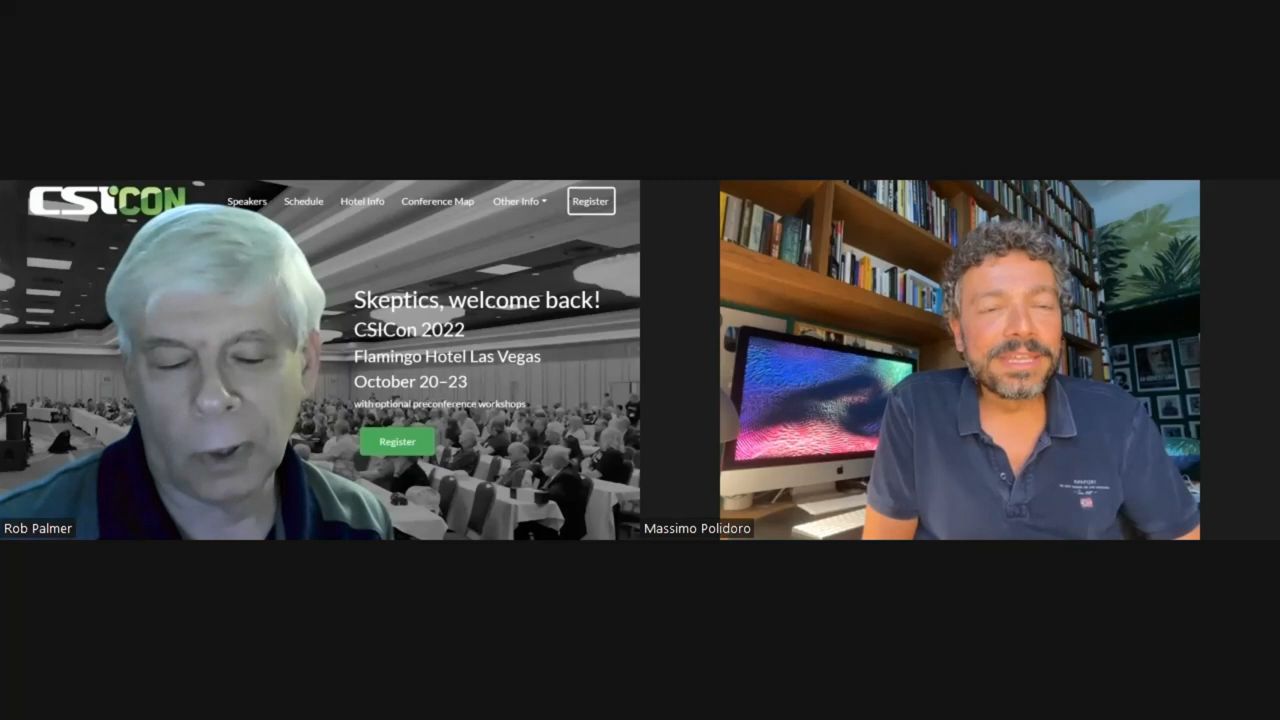 CSICON
Speakers Schedule Hotel Info Conference Map Other Info Register
Skeptics, welcome back!
CSICon 2022
Flamingo Hotel Las Vegas
October 20–23
with optional preconference workshops
Register
Rob Palmer
Massimo Polidoro